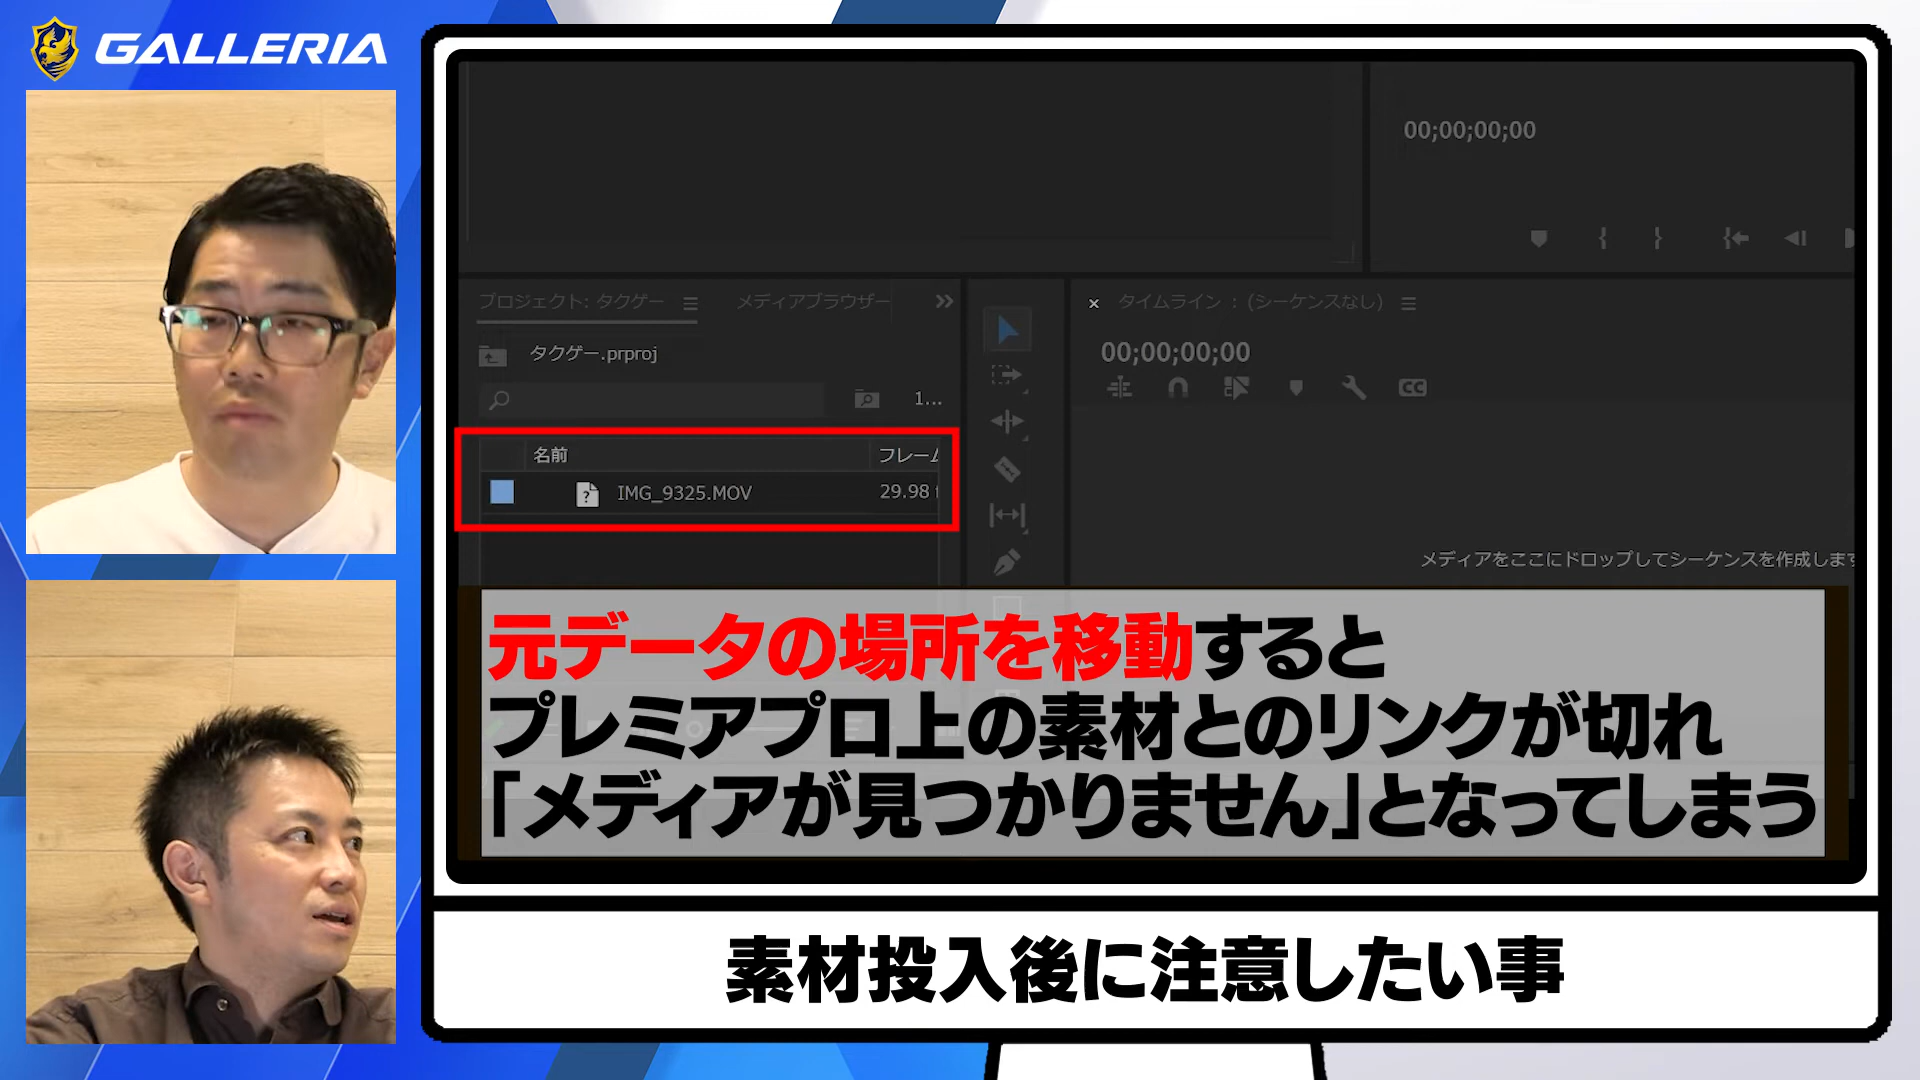 GALLERIA
00;00;00;00
プロジェクト: タクゲー
メディアブラウザー
タイムライン : (シーケンスなし)
タクゲー.prproj
00;00;00;00
1...
CC
名前
フレーム
IMG_9325.MOV
29.98
メディアをここにドロップしてシーケンスを作成します
元データの場所を移動すると
プレミアプロ上の素材とのリンクが切れ
「メディアが見つかりません」となってしまう
素材投入後に注意したい事